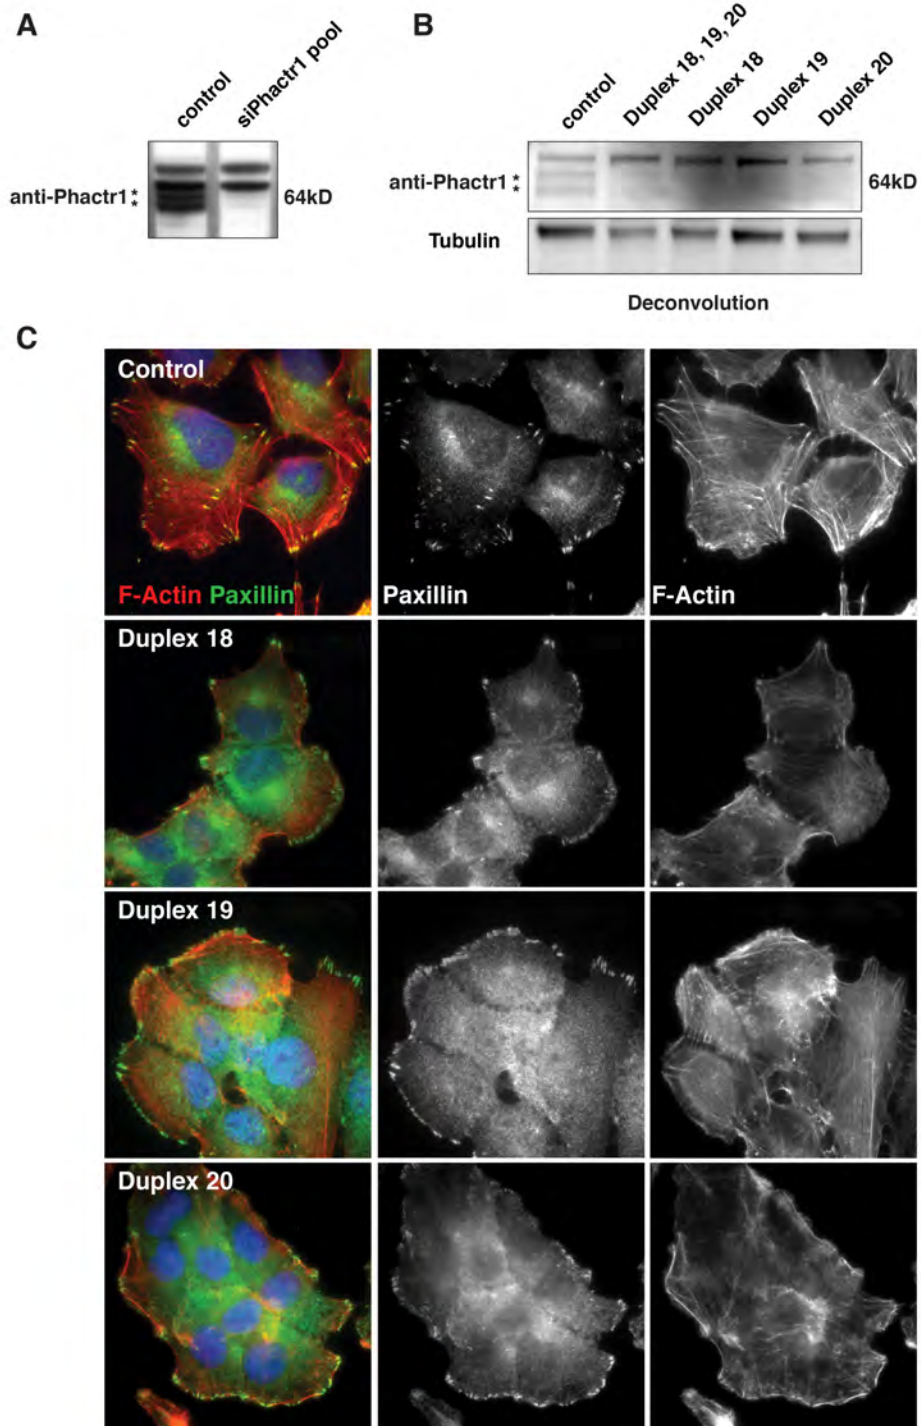 A
control
siPhactr1 pool
anti-Phactr1
*
*
64kD
B
control
Duplex 18, 19, 20
Duplex 18
Duplex 19
Duplex 20
anti-Phactr1
*
*
64kD
Tubulin
Deconvolution
C
Control
F-Actin Paxillin
Paxillin
F-Actin
Duplex 18
Duplex 19
Duplex 20